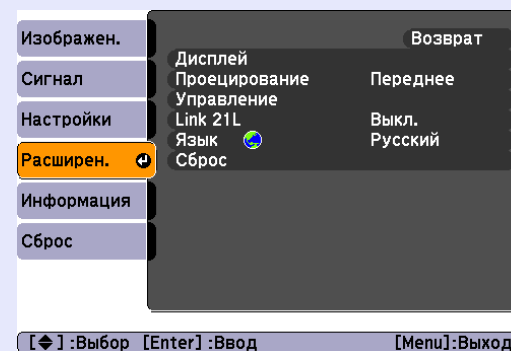 Изображен.
Сигнал
Настройки
Расширен.
Информация
Сброс
Возврат
Дисплей
Проецирование Переднее
Управление
Link 21L Выкл.
Язык Русский
Сброс
[◆] :Выбор [Enter] :Ввод [Menu]:Выход